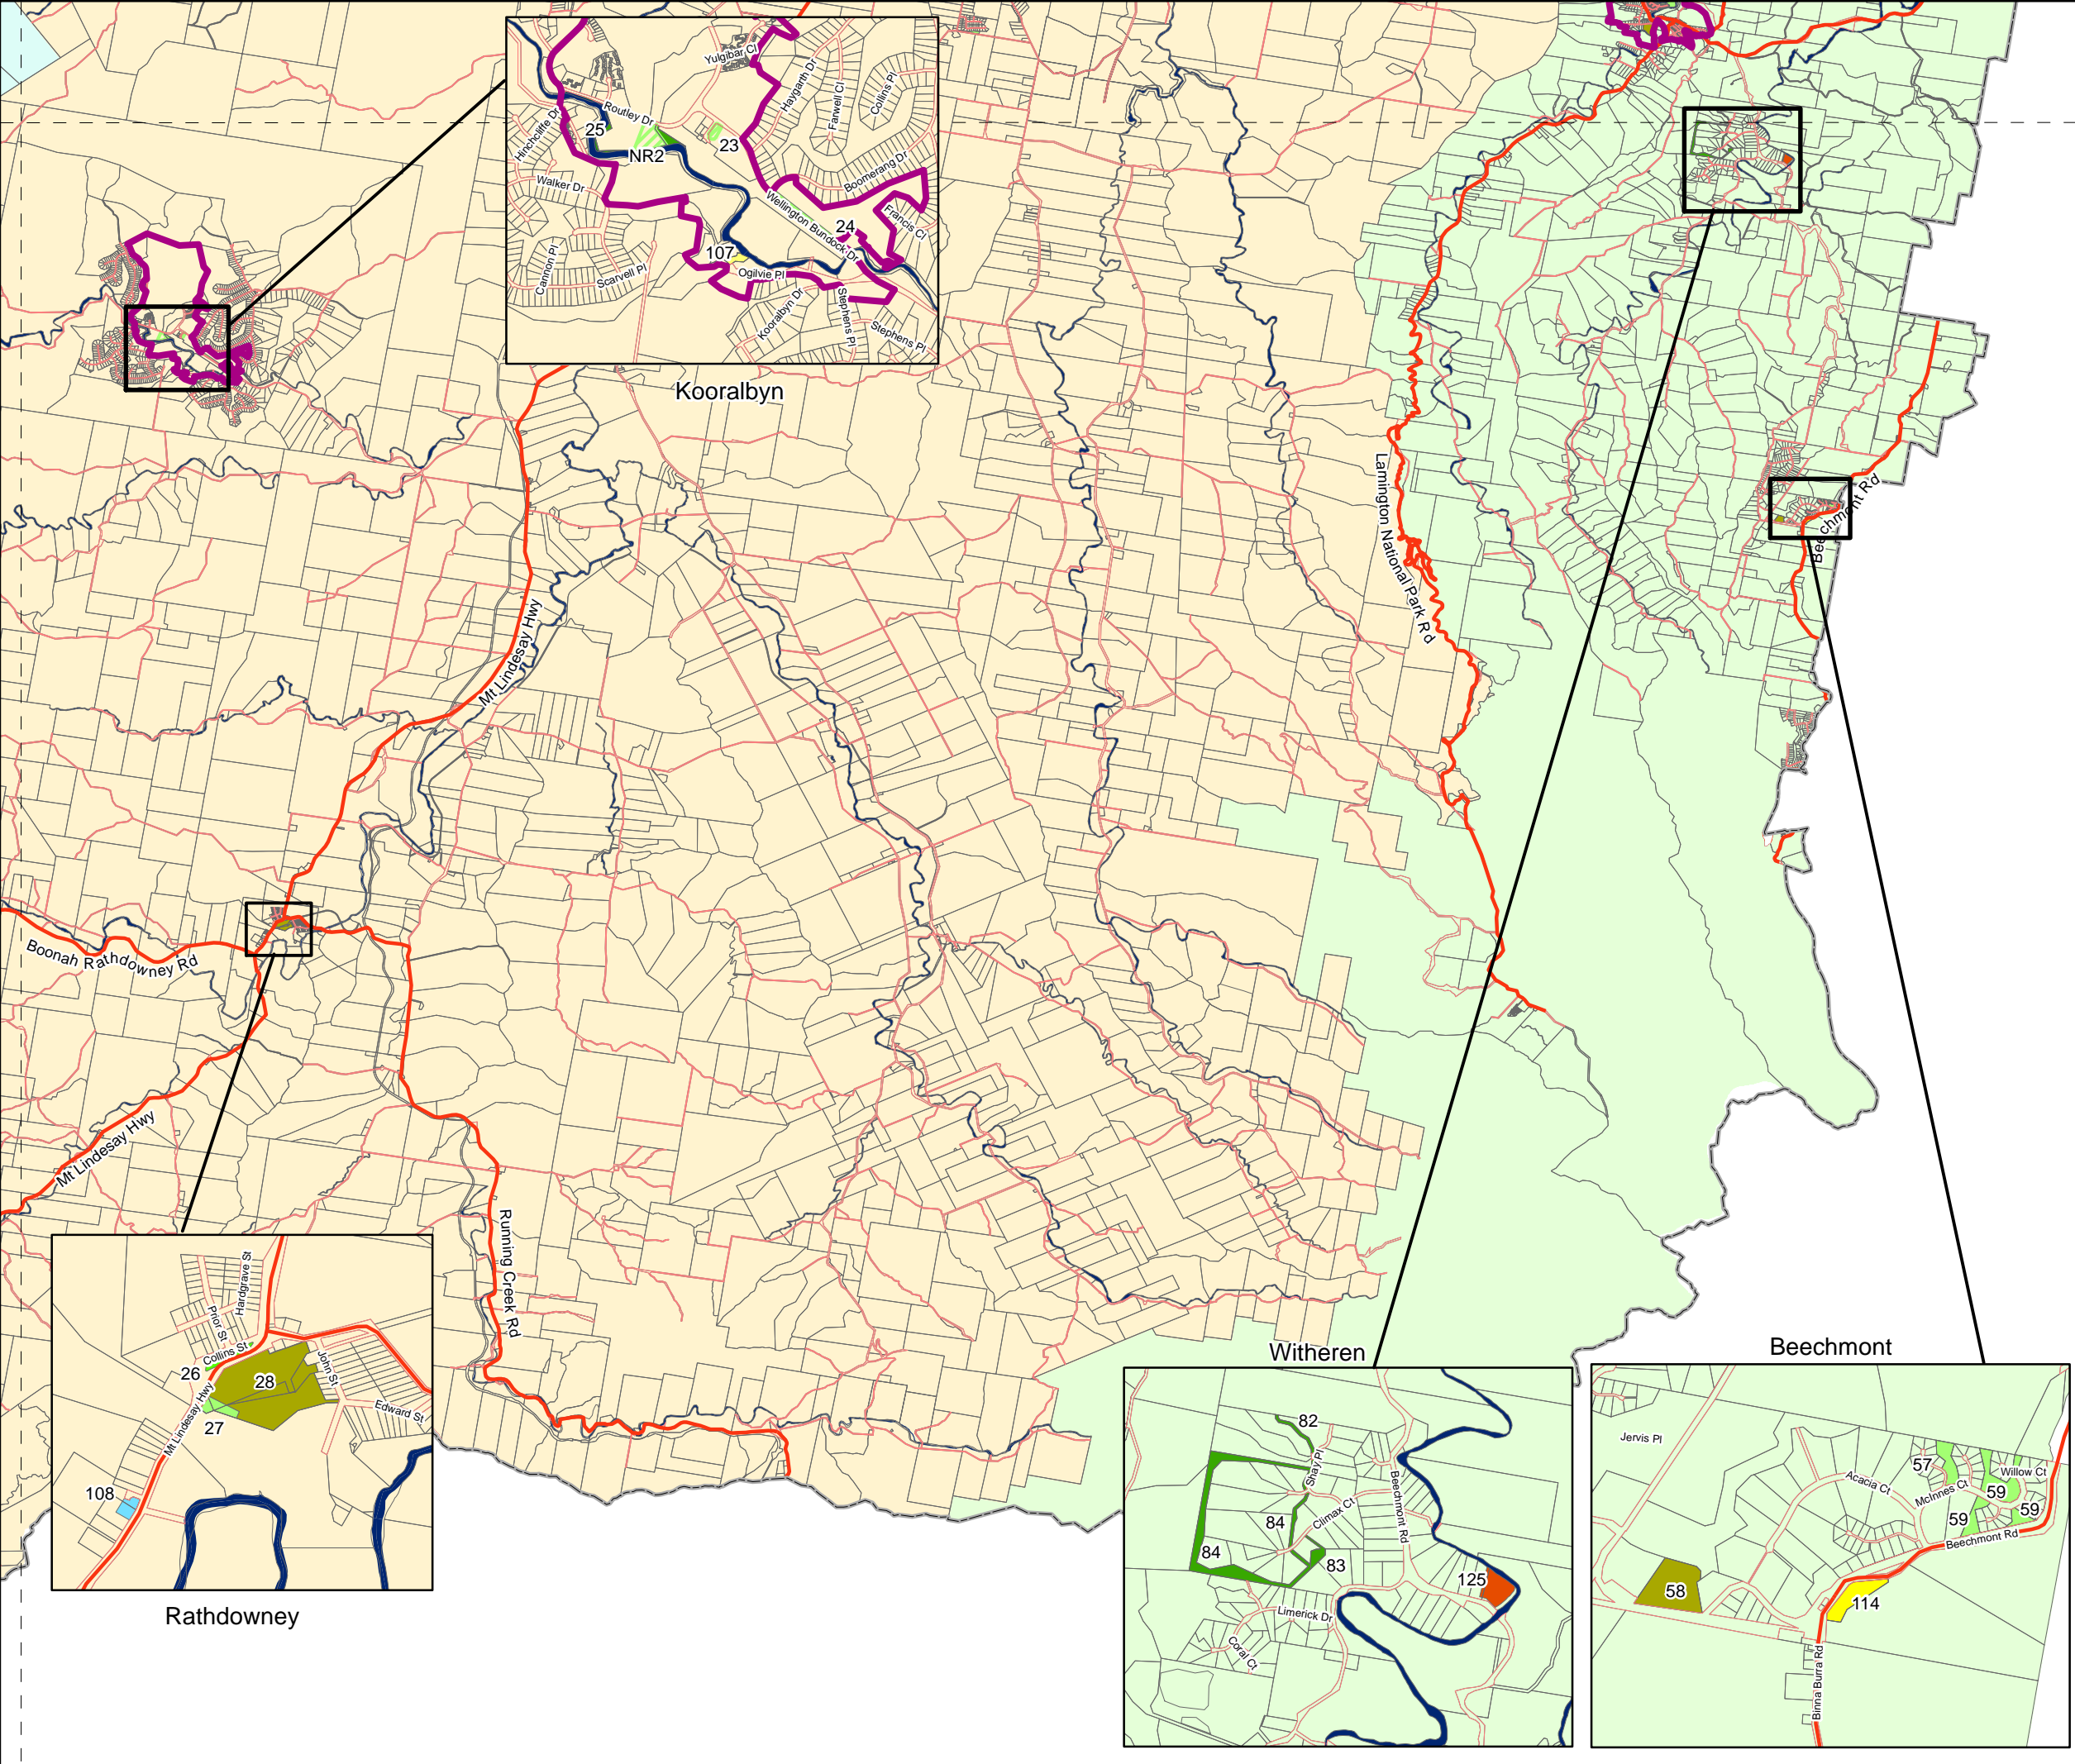 Yulgibar Cl
Haygarth Dr
Farwell Cl
Collins Pl
Routley Dr
Hinchcliffe Dr
25
NR2
23
Walker Dr
Boomerang Dr
Wellington Bundock Dr
24
Francis Cl
107
Ogilvie Pl
Cannon Pl
Scarvell Pl
Kooralbyn Dr
Stephens Pl
Stephens Pl
Kooralbyn
Lamington National Park Rd
Beechmont Rd
Mt Lindesay Hwy
Boonah Rathdowney Rd
Mt Lindesay Hwy
Running Creek Rd
Hardgrave St
Prior St
Collins St
26
28
John St
27
Edward St
Mt Lindesay Hwy
108
Rathdowney
Witheren
82
Shay Pl
Beechmont Rd
84
Climax Ct
84
83
125
Limerick Dr
Coral Ct
Beechmont
Jervis Pl
57
Willow Ct
Acacia Ct
McInnes Ct
59
59
59
Beechmont Rd
58
114
Binna Burra Rd